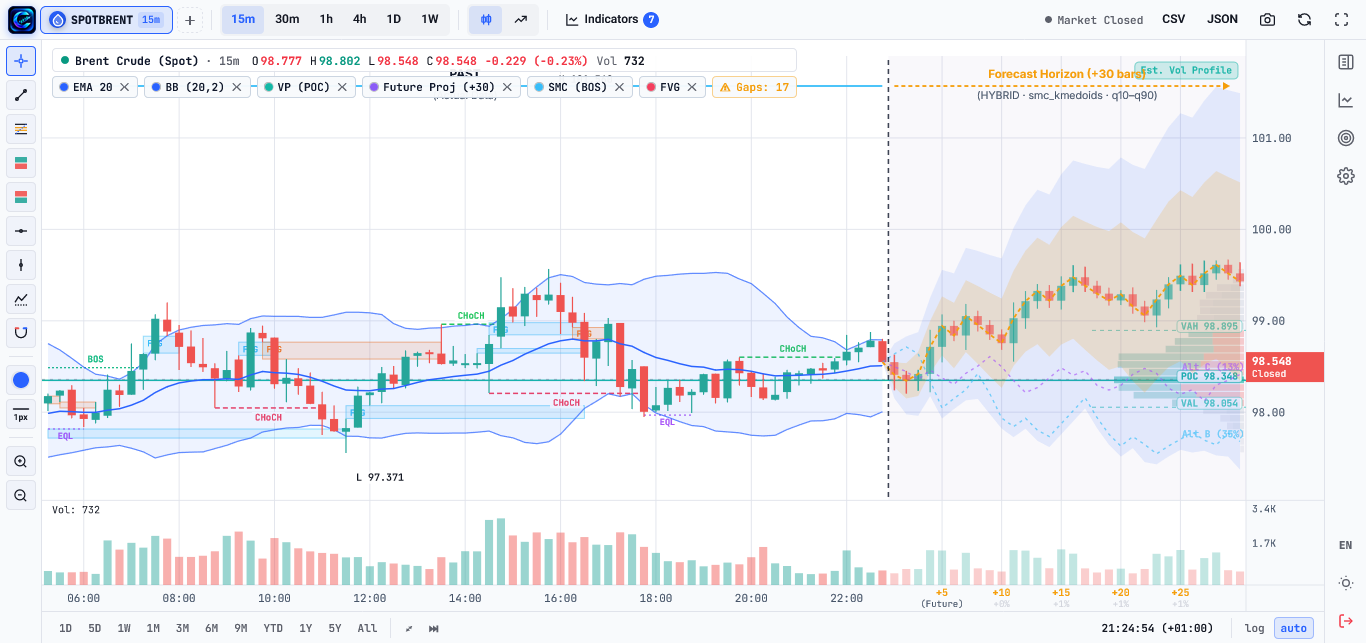 SPOTBRENT 15m + 15m 30m 1h 4h 1D 1W Indicators 7 Market Closed CSV JSON
Brent Crude (Spot) · 15m O98.777 H98.802 L98.548 C98.548 -0.229 (-0.23%) Vol 732
EMA 20 BB (20,2) VP (POC) Future Proj (+30) SMC (BOS) FVG Gaps: 17
Est. Vol Profile
Forecast Horizon (+30 bars)
(HYBRID · smc_kmedoids · q10–q90)
101.00
100.00
99.00
98.00
CHoCH
BOS
CHoCH
CHoCH
CHoCH
EQL
EQL
L 97.371
VAH 98.895
98.548
Closed
Alt C (13%)
POC 98.348
VAL 98.054
Alt B (36%)
Vol: 732
3.4K
1.7K
06:00 08:00 10:00 12:00 14:00 16:00 18:00 20:00 22:00 +5 +10 +15 +20 +25
(Future) +0% +1% +1% +1%
1px
EN
1D 5D 1W 1M 3M 6M 9M YTD 1Y 5Y All 21:24:54 (+01:00) log auto